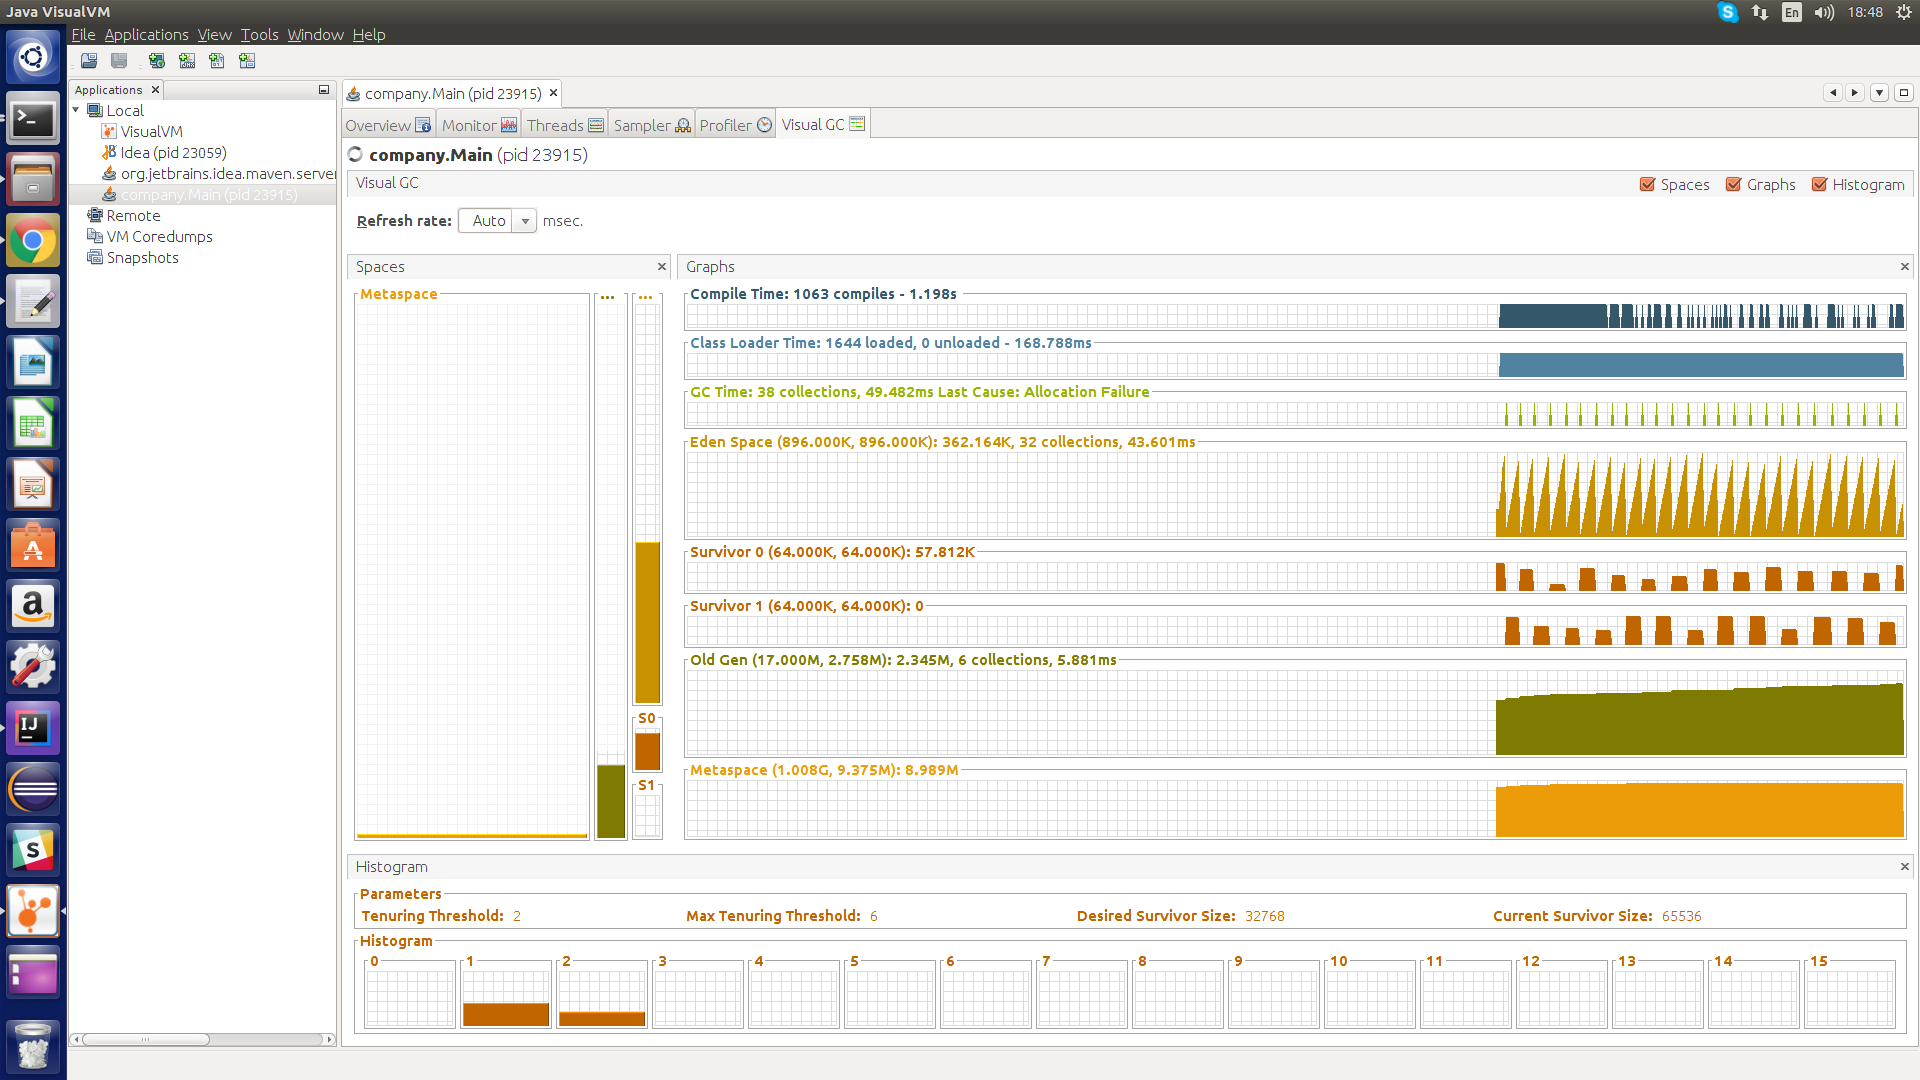 Java VisualVM
En
18:48
File Applications View Tools Window Help
Applications
Local
VisualVM
Idea (pid 23059)
org.jetbrains.idea.maven.server
company.Main (pid 23915)
Remote
VM Coredumps
Snapshots
company.Main (pid 23915)
Overview Monitor Threads Sampler Profiler Visual GC
company.Main (pid 23915)
Visual GC
Spaces Graphs Histogram
Refresh rate: Auto msec.
Spaces
Metaspace
...
...
S0
S1
Graphs
Compile Time: 1063 compiles - 1.198s
Class Loader Time: 1644 loaded, 0 unloaded - 168.788ms
GC Time: 38 collections, 49.482ms Last Cause: Allocation Failure
Eden Space (896.000K, 896.000K): 362.164K, 32 collections, 43.601ms
Survivor 0 (64.000K, 64.000K): 57.812K
Survivor 1 (64.000K, 64.000K): 0
Old Gen (17.000M, 2.758M): 2.345M, 6 collections, 5.881ms
Metaspace (1.008G, 9.375M): 8.989M
Histogram
Parameters
Tenuring Threshold: 2 Max Tenuring Threshold: 6 Desired Survivor Size: 32768 Current Survivor Size: 65536
Histogram
0 1 2 3 4 5 6 7 8 9 10 11 12 13 14 15